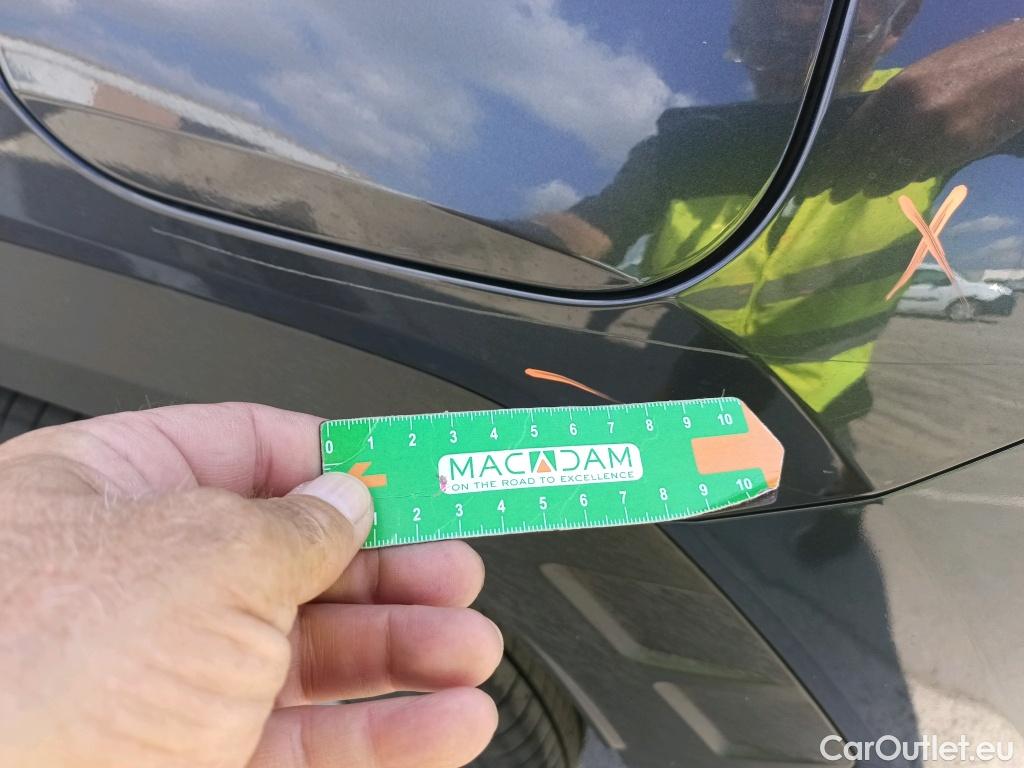 0 1 2 3 4 5 6 7 8 9 10
MACADAM
ON THE ROAD TO EXCELLENCE
1 2 3 4 5 6 7 8 9 10
CarOutlet.eu